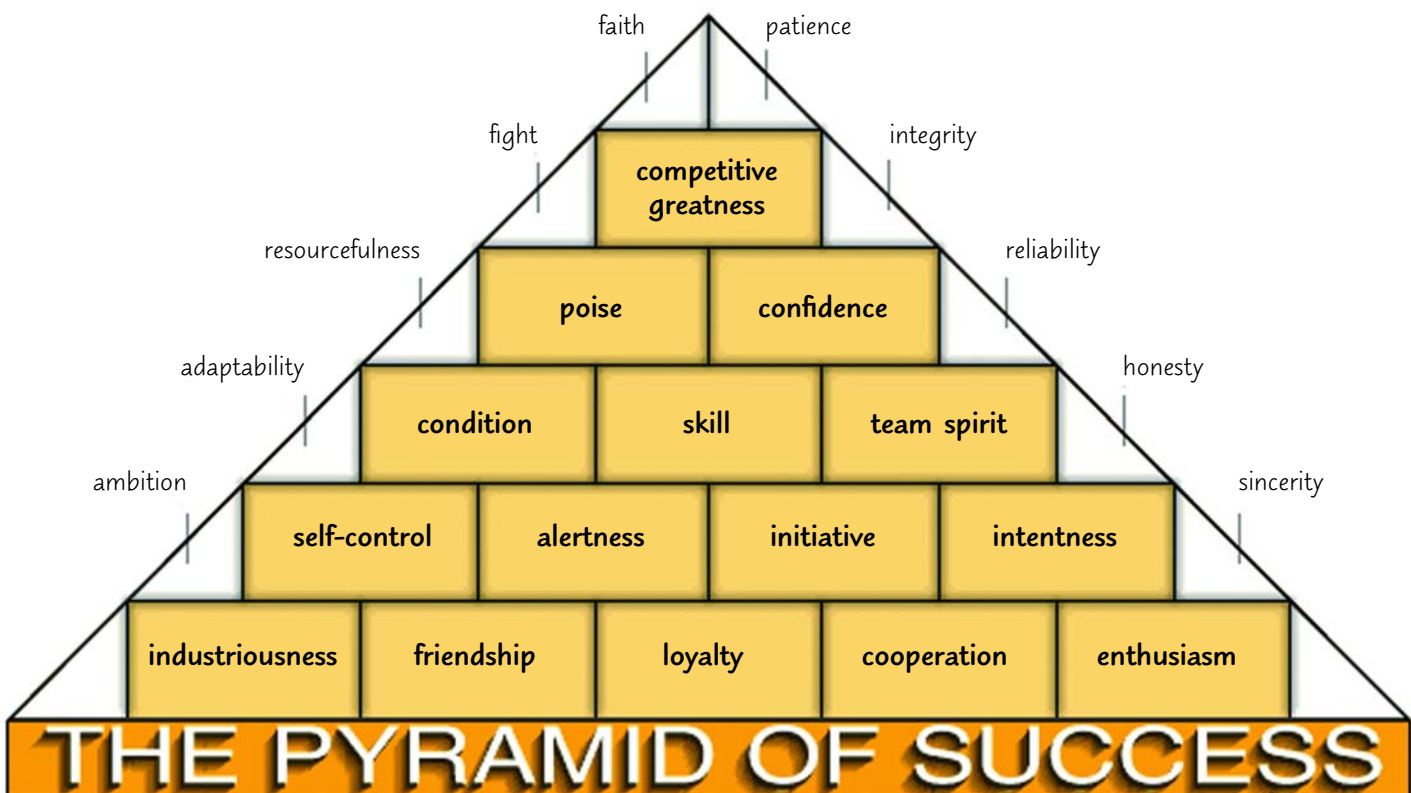 faith patience
fight integrity
competitive
greatness
resourcefulness reliability
poise confidence
adaptability honesty
condition skill team spirit
ambition sincerity
self-control alertness initiative intentness
industriousness friendship loyalty cooperation enthusiasm
THE PYRAMID OF SUCCESS